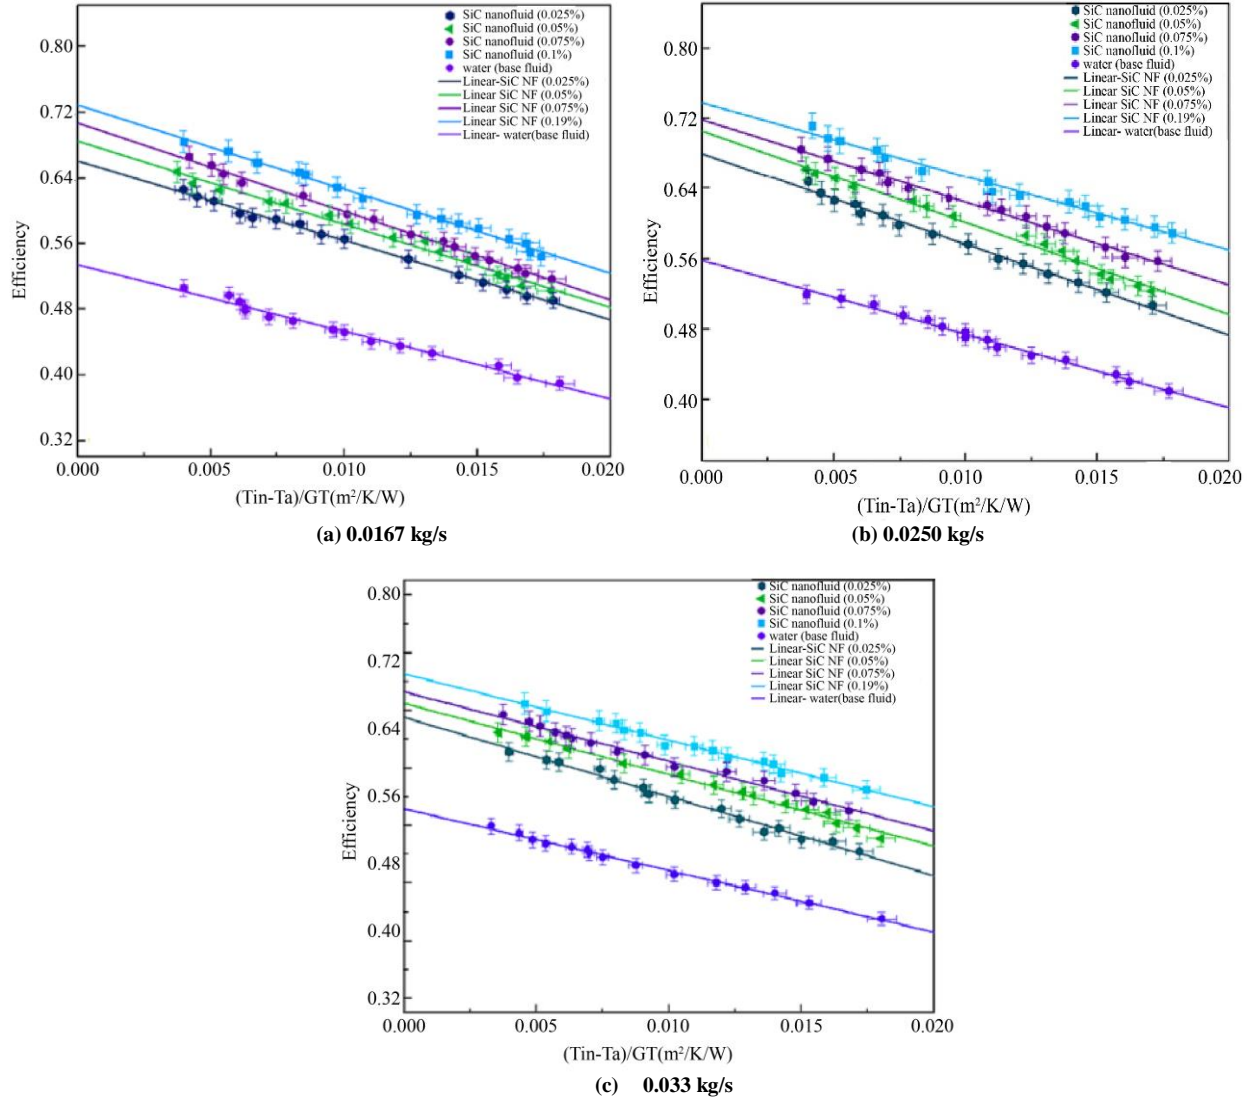 SiC nanofluid (0.025%)
SiC nanofluid (0.05%)
SiC nanofluid (0.075%)
SiC nanofluid (0.1%)
water (base fluid)
Linear-SiC NF (0.025%)
Linear SiC NF (0.05%)
Linear SiC NF (0.075%)
Linear SiC NF (0.19%)
Linear- water(base fluid)
0.80
0.72
0.64
0.56
0.48
0.40
0.32
Efficiency
0.000 0.005 0.010 0.015 0.020
(Tin-Ta)/GT(m²/K/W)
(a) 0.0167 kg/s
SiC nanofluid (0.025%)
SiC nanofluid (0.05%)
SiC nanofluid (0.075%)
SiC nanofluid (0.1%)
water (base fluid)
Linear-SiC NF (0.025%)
Linear SiC NF (0.05%)
Linear SiC NF (0.075%)
Linear SiC NF (0.19%)
Linear- water(base fluid)
0.80
0.72
0.64
0.56
0.48
0.40
Efficiency
0.000 0.005 0.010 0.015 0.020
(Tin-Ta)/GT(m²/K/W)
(b) 0.0250 kg/s
SiC nanofluid (0.025%)
SiC nanofluid (0.05%)
SiC nanofluid (0.075%)
SiC nanofluid (0.1%)
water (base fluid)
Linear-SiC NF (0.025%)
Linear SiC NF (0.05%)
Linear SiC NF (0.075%)
Linear SiC NF (0.19%)
Linear- water(base fluid)
0.80
0.72
0.64
0.56
0.48
0.40
0.32
Efficiency
0.000 0.005 0.010 0.015 0.020
(Tin-Ta)/GT(m²/K/W)
(c) 0.033 kg/s